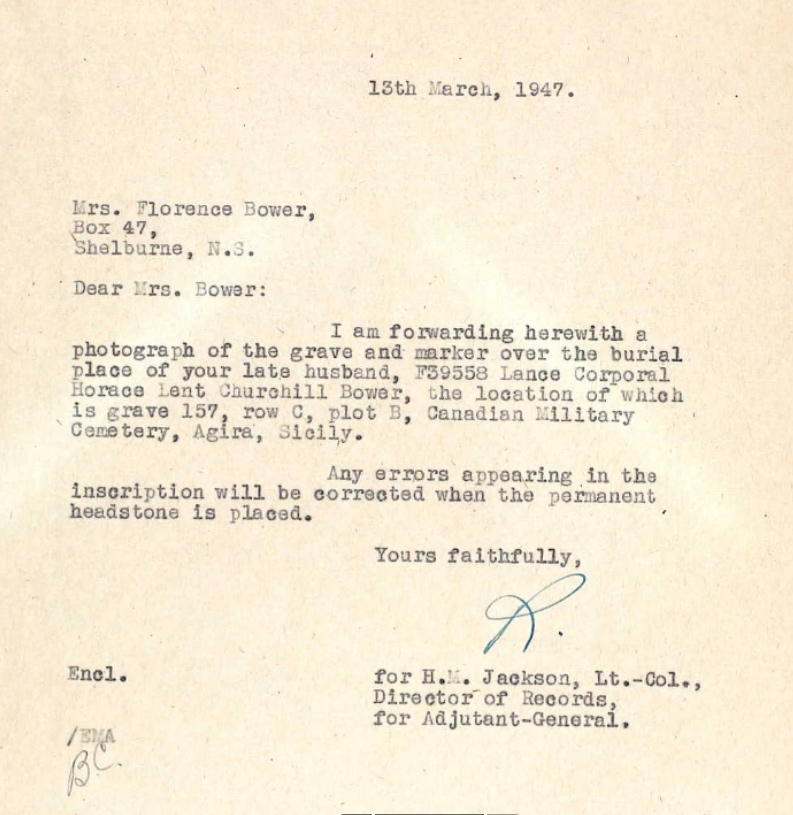 13th March, 1947.
Mrs. Florence Bower,
Box 47,
Shelburne, N.S.
Dear Mrs. Bower:
I am forwarding herewith a
photograph of the grave and marker over the burial
place of your late husband, F39558 Lance Corporal
Horace Lent Churchill Bower, the location of which
is grave 157, row C, plot B, Canadian Military
Cemetery, Agira, Sicily.
Any errors appearing in the
inscription will be corrected when the permanent
headstone is placed.
Yours faithfully,
R.
Encl.
for H.M. Jackson, Lt.-Col.,
Director of Records,
for Adjutant-General.
/EMA
BC.